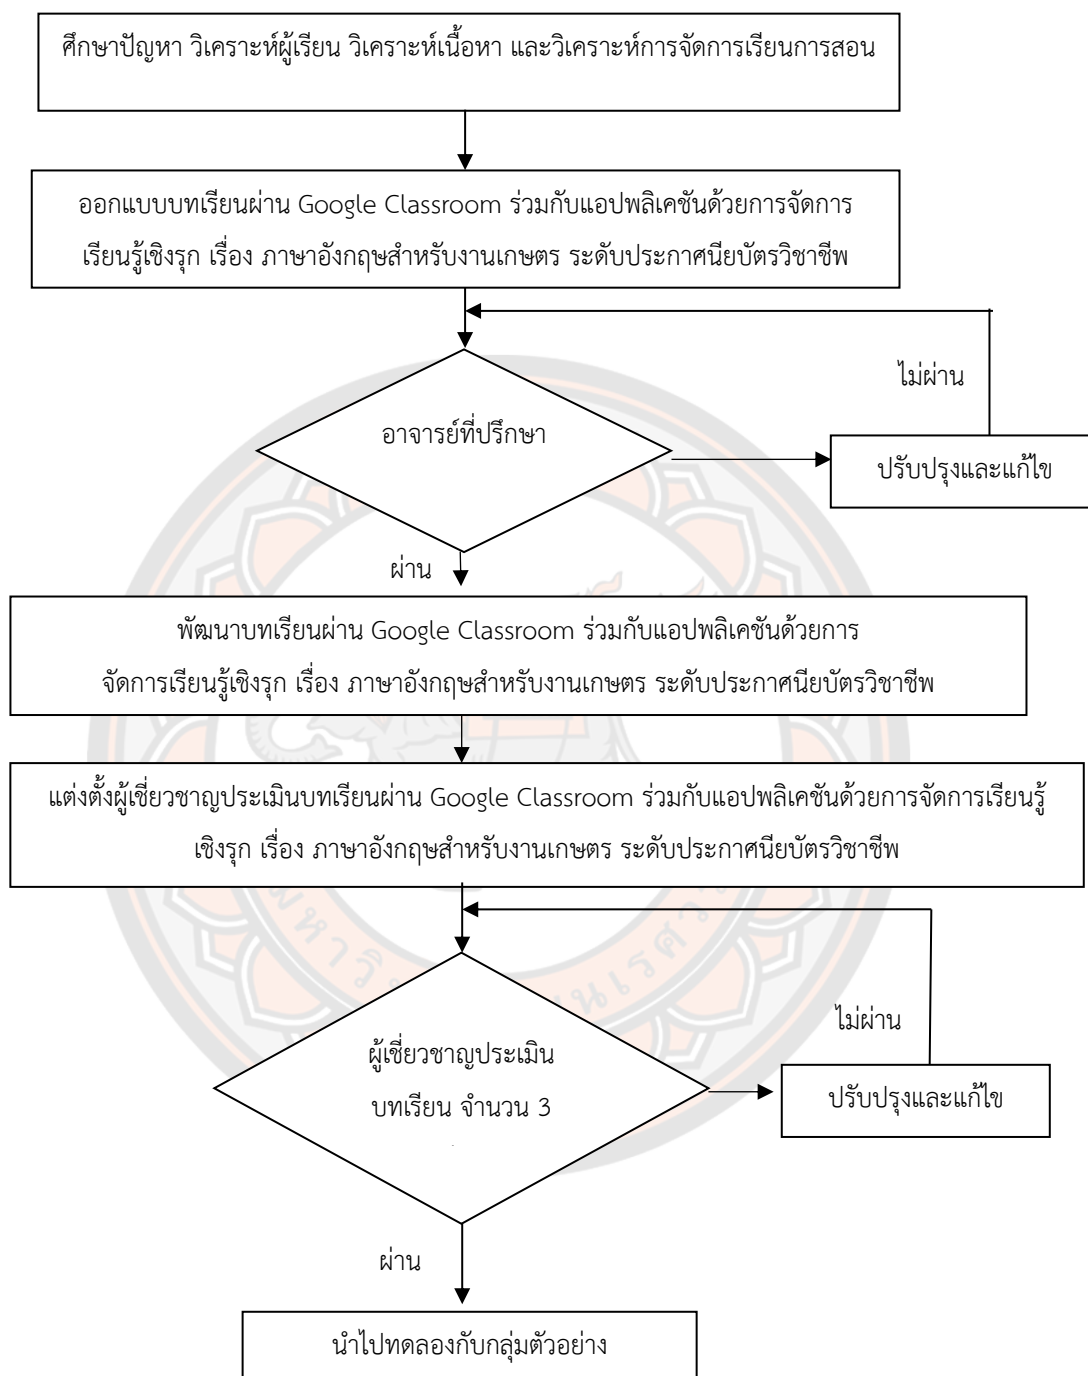 ศึกษาปัญหา วิเคราะห์ผู้เรียน วิเคราะห์เนื้อหา และวิเคราะห์การจัดการเรียนการสอน
ออกแบบบทเรียนผ่าน Google Classroom ร่วมกับแอปพลิเคชันด้วยการจัดการ
เรียนรู้เชิงรุก เรื่อง ภาษาอังกฤษสำหรับงานเกษตร ระดับประกาศนียบัตรวิชาชีพ
ไม่ผ่าน
อาจารย์ที่ปรึกษา
ปรับปรุงและแก้ไข
ผ่าน
พัฒนาบทเรียนผ่าน Google Classroom ร่วมกับแอปพลิเคชันด้วยการ
จัดการเรียนรู้เชิงรุก เรื่อง ภาษาอังกฤษสำหรับงานเกษตร ระดับประกาศนียบัตรวิชาชีพ
แต่งตั้งผู้เชี่ยวชาญประเมินบทเรียนผ่าน Google Classroom ร่วมกับแอปพลิเคชันด้วยการจัดการเรียนรู้
เชิงรุก เรื่อง ภาษาอังกฤษสำหรับงานเกษตร ระดับประกาศนียบัตรวิชาชีพ
ไม่ผ่าน
ผู้เชี่ยวชาญประเมิน
บทเรียน จำนวน 3
ปรับปรุงและแก้ไข
ผ่าน
นำไปทดลองกับกลุ่มตัวอย่าง